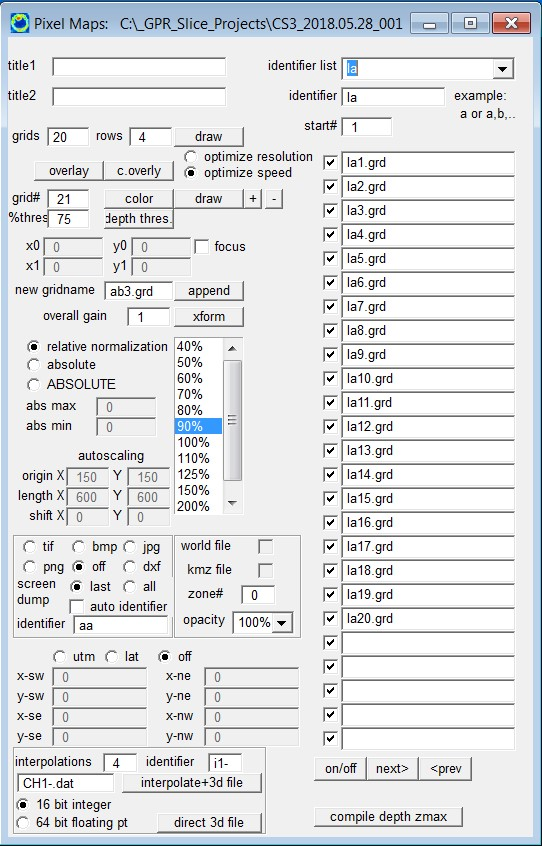 Pixel Maps: C:\_GPR_Slice_Projects\CS3_2018.05.28_001
title1
title2
grids 20 rows 4 draw
optimize resolution
optimize speed
overlay c.overly
grid# 21 color draw + -
%thres 75 depth thres.
x0 0 y0 0 focus
x1 0 y1 0
new gridname ab3.grd append
overall gain 1 xform
relative normalization
absolute
ABSOLUTE
abs max 0
abs min 0
40%
50%
60%
70%
80%
90%
100%
110%
125%
150%
200%
autoscaling
origin X 150 Y 150
length X 600 Y 600
shift X 0 Y 0
tif bmp jpg
png off dxf
screen dump last all
auto identifier
identifier aa
world file
kmz file
zone# 0
opacity 100%
utm lat off
x-sw 0 x-ne 0
y-sw 0 y-ne 0
x-se 0 x-nw 0
y-se 0 y-nw 0
interpolations 4 identifier i1-
CH1-.dat interpolate+3d file
16 bit integer
64 bit floating pt direct 3d file
identifier list la
identifier la example:
a or a,b,..
start# 1
la1.grd
la2.grd
la3.grd
la4.grd
la5.grd
la6.grd
la7.grd
la8.grd
la9.grd
la10.grd
la11.grd
la12.grd
la13.grd
la14.grd
la15.grd
la16.grd
la17.grd
la18.grd
la19.grd
la20.grd
on/off next> <prev
compile depth zmax